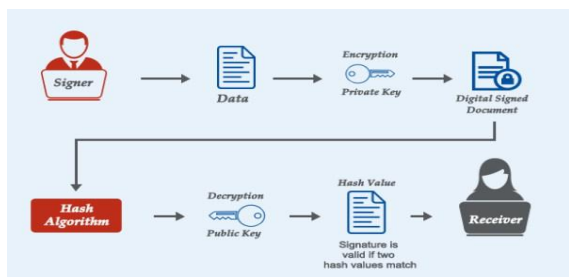 Signer
Data
Encryption
Private Key
Digital Signed
Document
Hash
Algorithm
Decryption
Public Key
Hash Value
Signature is
valid if two
hash values match
Receiver